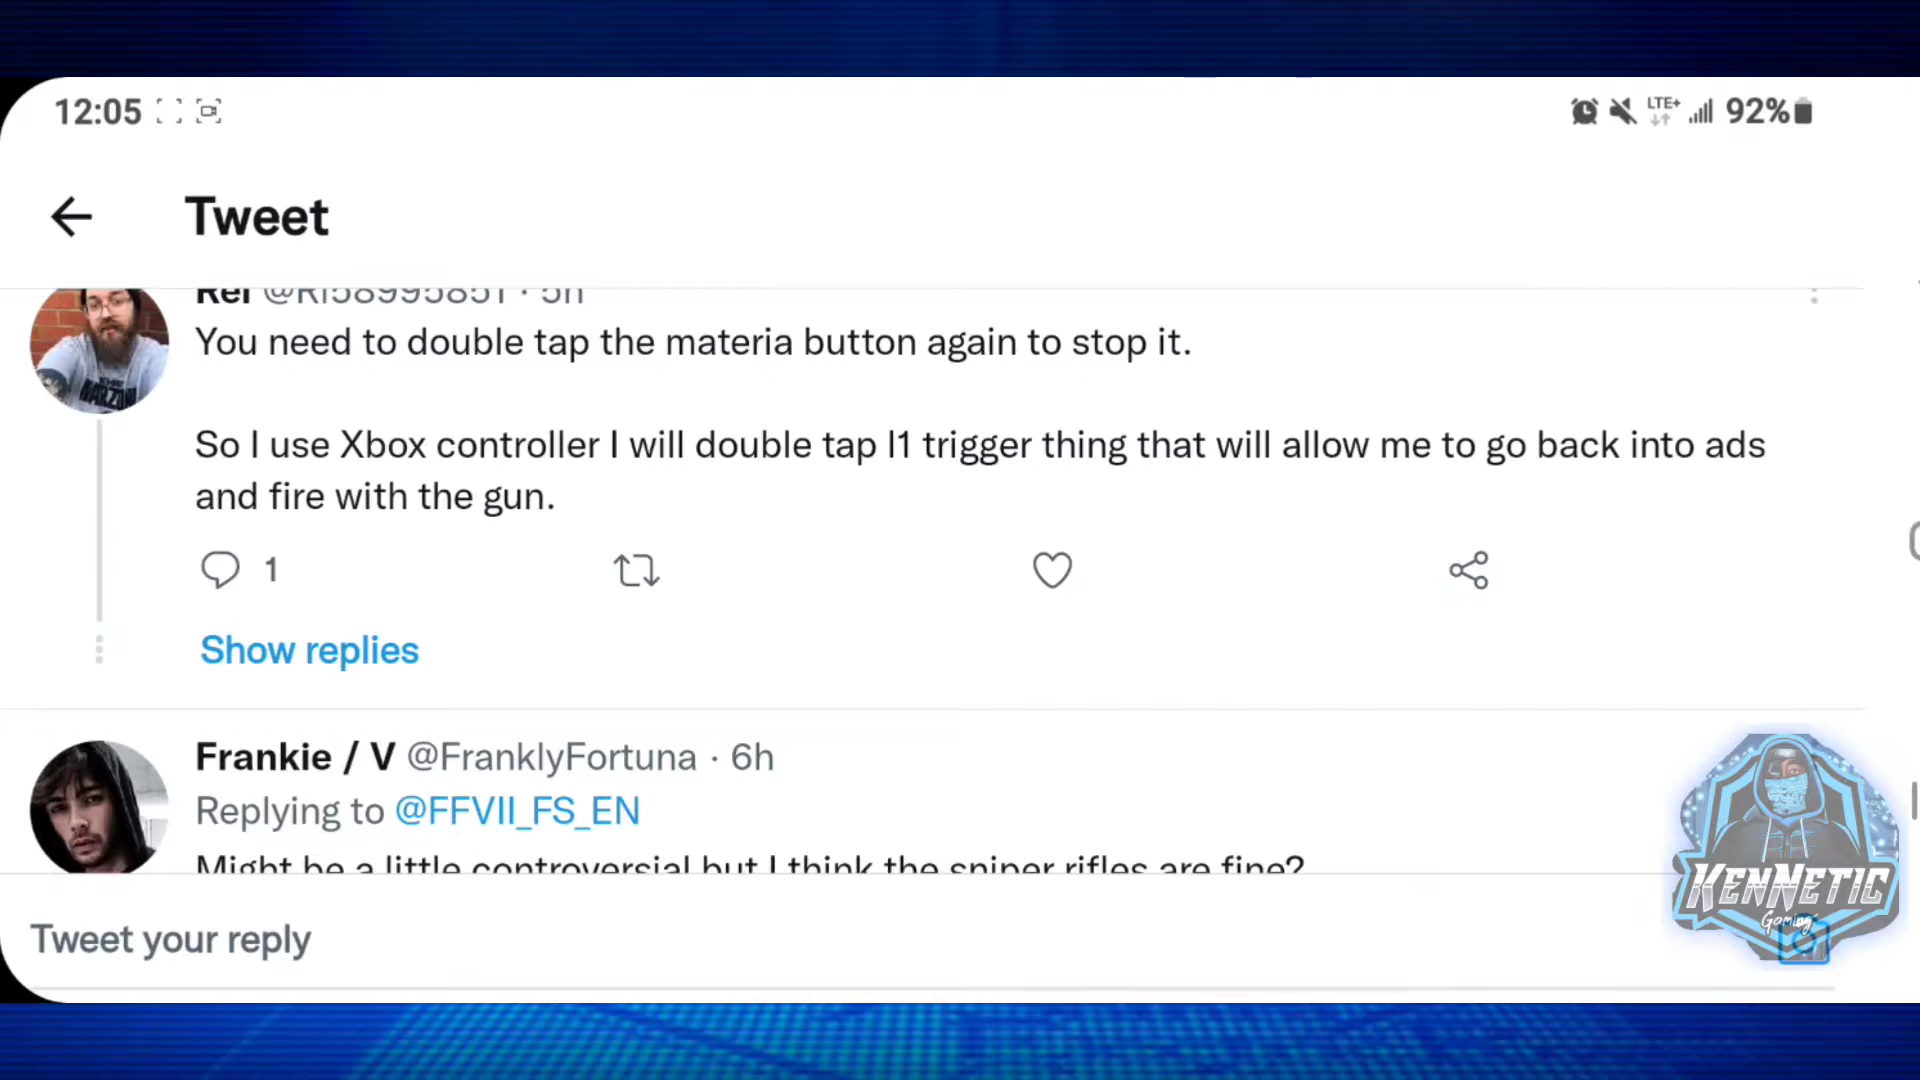 12:05 LTE+ 92%
Tweet
Rei @Ri58995851 · 5h
You need to double tap the materia button again to stop it.
So I use Xbox controller I will double tap l1 trigger thing that will allow me to go back into ads
and fire with the gun.
1
Show replies
Frankie / V @FranklyFortuna · 6h
Replying to @FFVII_FS_EN
Might be a little controversial but I think the sniper rifles are fine?
KENNETIC
Gaming
Tweet your reply